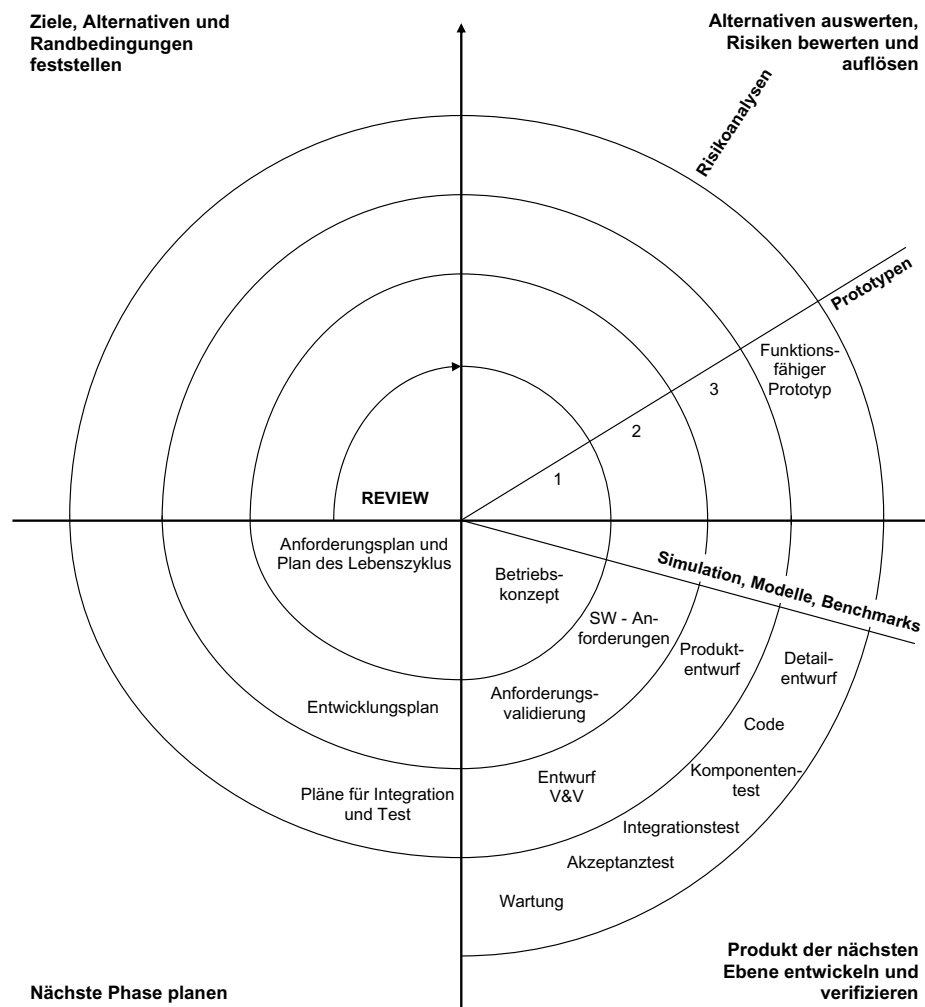 Ziele, Alternativen und
Randbedingungen
feststellen
Alternativen auswerten,
Risiken bewerten und
auflösen
Risikoanalysen
Prototypen
Funktions-
fähiger
Prototyp
3
2
1
REVIEW
Anforderungsplan und
Plan des Lebenszyklus
Betriebs-
konzept
Simulation, Modelle, Benchmarks
SW - An-
forderungen
Produkt-
entwurf
Detail-
entwurf
Entwicklungsplan
Anforderungs-
validierung
Code
Komponenten-
test
Pläne für Integration
und Test
Entwurf
V&V
Integrationstest
Akzeptanztest
Wartung
Nächste Phase planen
Produkt der nächsten
Ebene entwickeln und
verifizieren